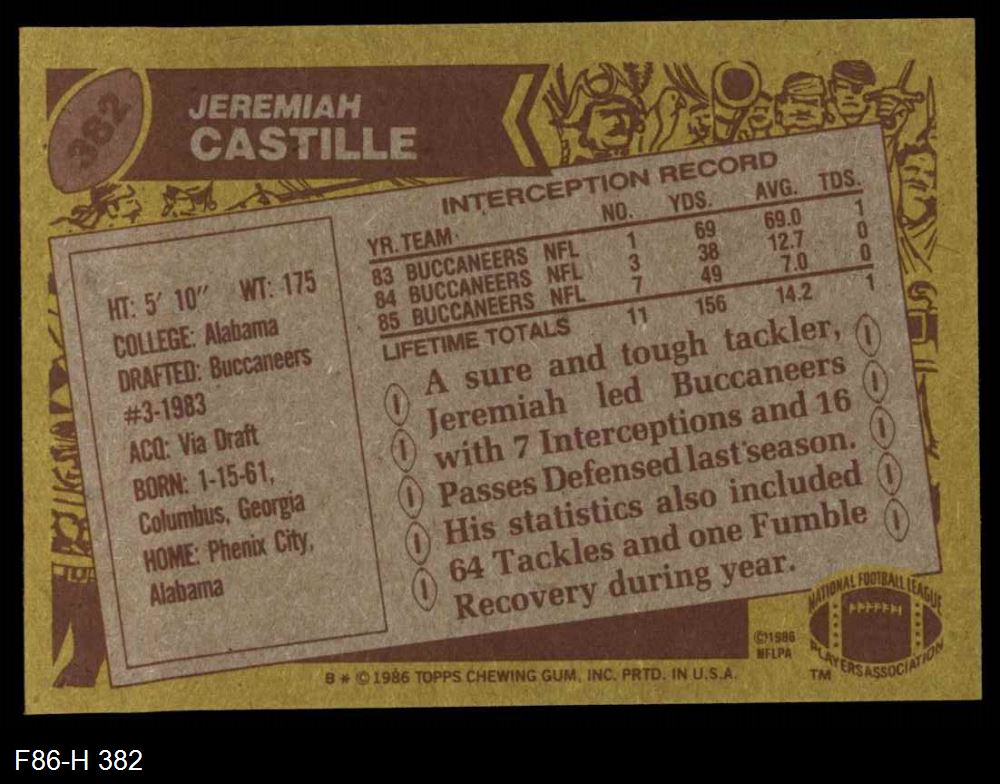 382
JEREMIAH
CASTILLE
INTERCEPTION RECORD
YR. TEAM NO. YDS. AVG. TDS.
83 BUCCANEERS NFL 1 69 69.0 1
84 BUCCANEERS NFL 3 38 12.7 0
85 BUCCANEERS NFL 7 49 7.0 0
LIFETIME TOTALS 11 156 14.2 1
HT: 5' 10" WT: 175
COLLEGE: Alabama
DRAFTED: Buccaneers
#3-1983
ACQ: Via Draft
BORN: 1-15-61,
Columbus, Georgia
HOME: Phenix City,
Alabama
A sure and tough tackler,
Jeremiah led Buccaneers
with 7 Interceptions and 16
Passes Defensed last season.
His statistics also included
64 Tackles and one Fumble
Recovery during year.
NATIONAL FOOTBALL LEAGUE
PLAYERS ASSOCIATION
TM
©1986
NFLPA
B * © 1986 TOPPS CHEWING GUM, INC. PRTD. IN U.S.A.
F86-H 382